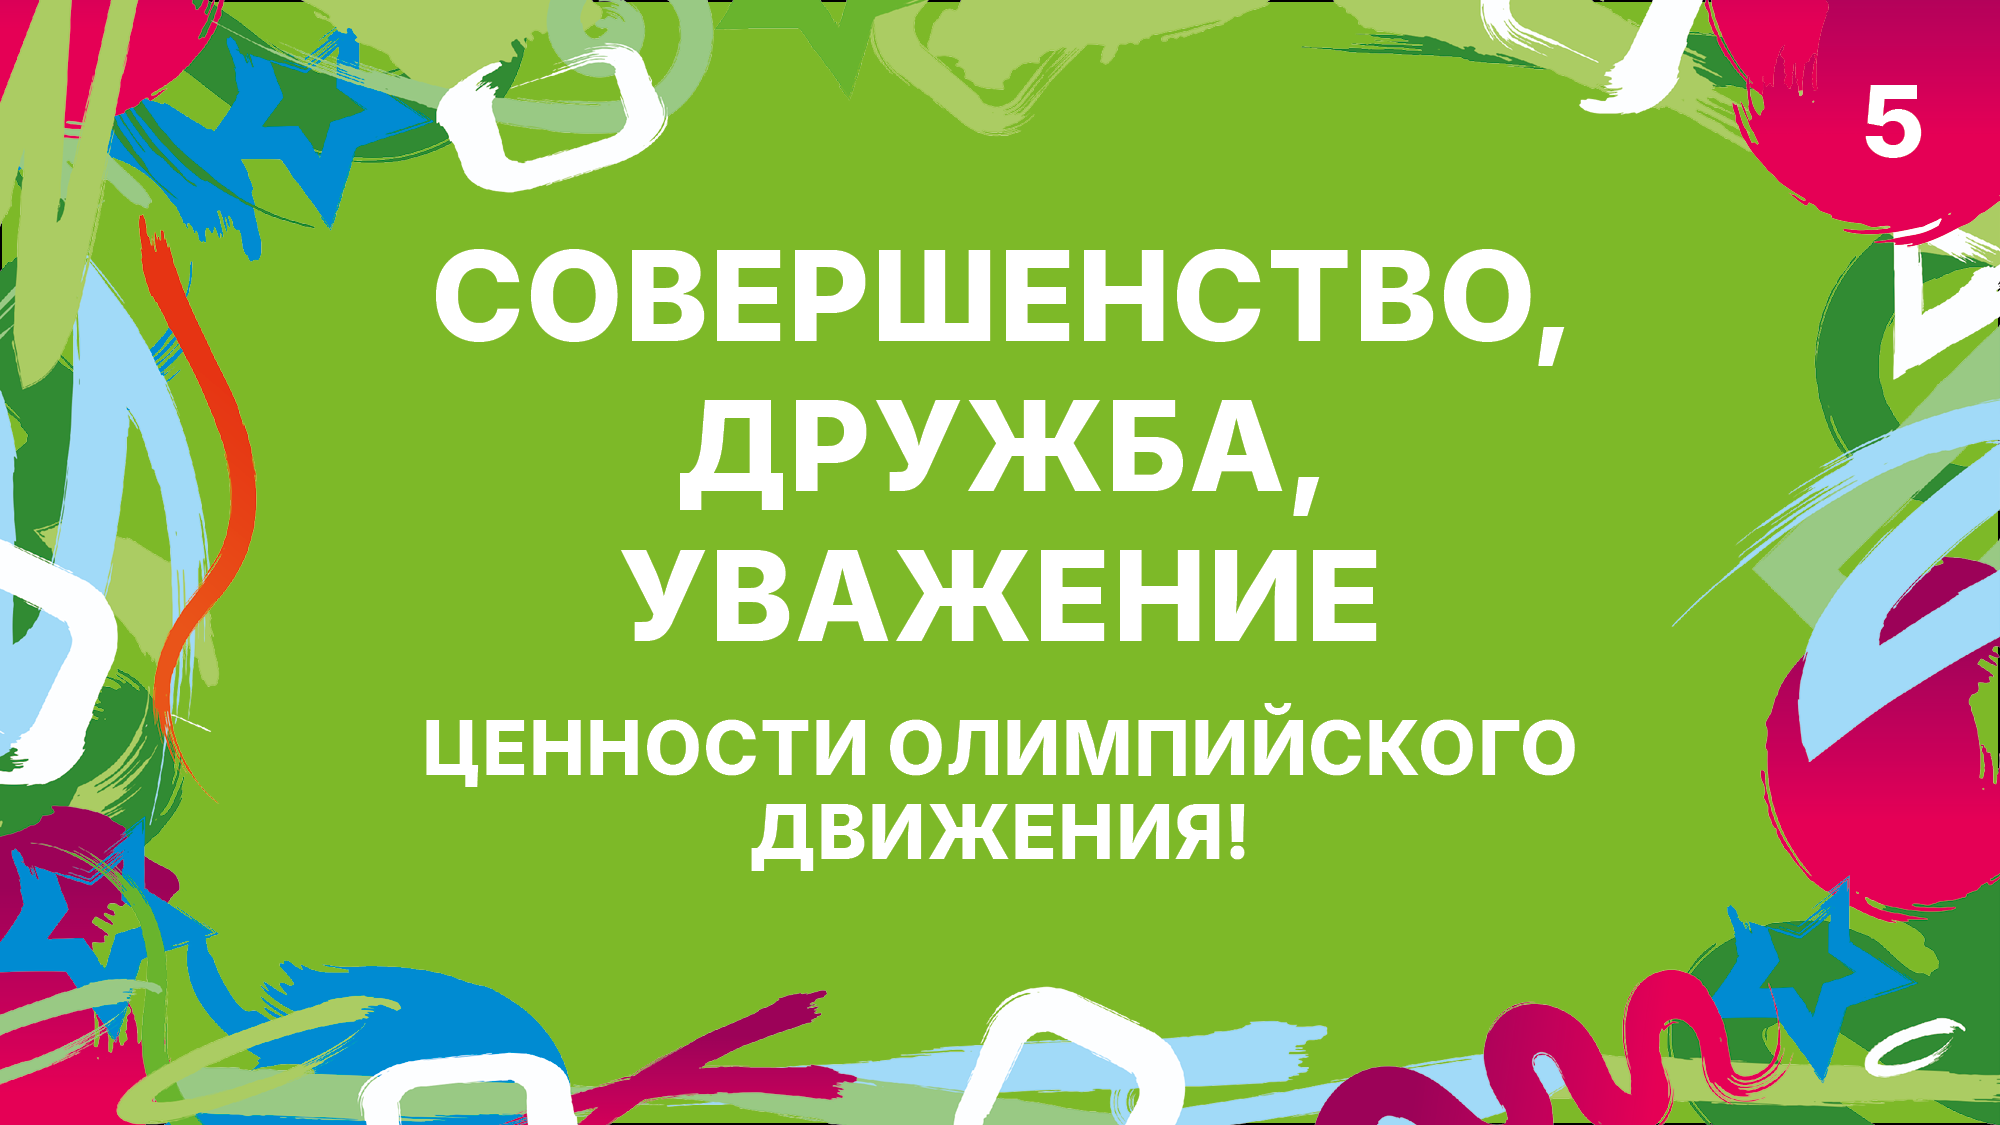 5
СОВЕРШЕНСТВО,
ДРУЖБА,
УВАЖЕНИЕ
ЦЕННОСТИ ОЛИМПИЙСКОГО
ДВИЖЕНИЯ!